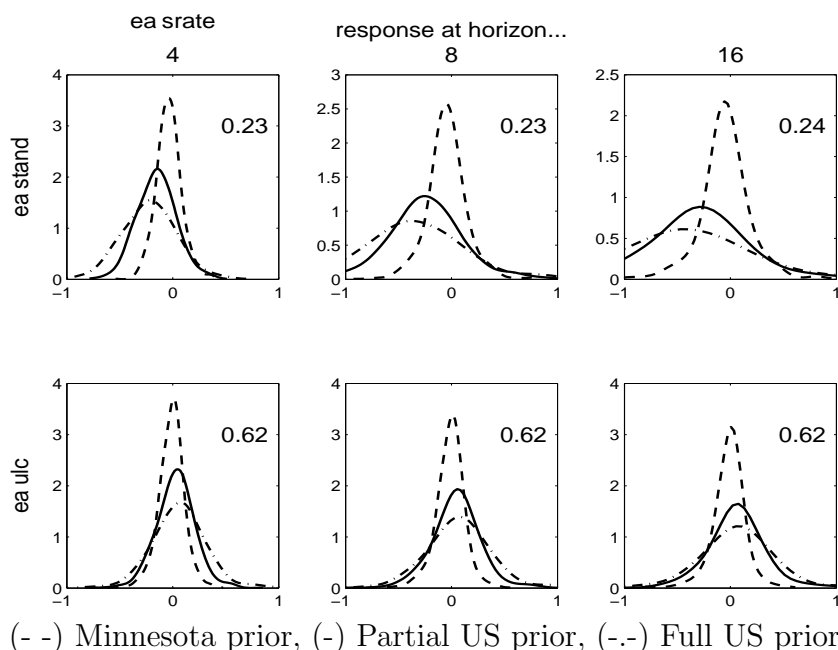 ea srate response at horizon...
4 8 16
ea stand
4 3 2 1 0
0.23
−1 0 1
3 2.5 2 1.5 1 0.5 0
0.23
−1 0 1
2.5 2 1.5 1 0.5 0
0.24
−1 0 1
ea ulc
4 3 2 1 0
0.62
−1 0 1
4 3 2 1 0
0.62
−1 0 1
4 3 2 1 0
0.62
−1 0 1
(- -) Minnesota prior, (-) Partial US prior, (-.-) Full US prior